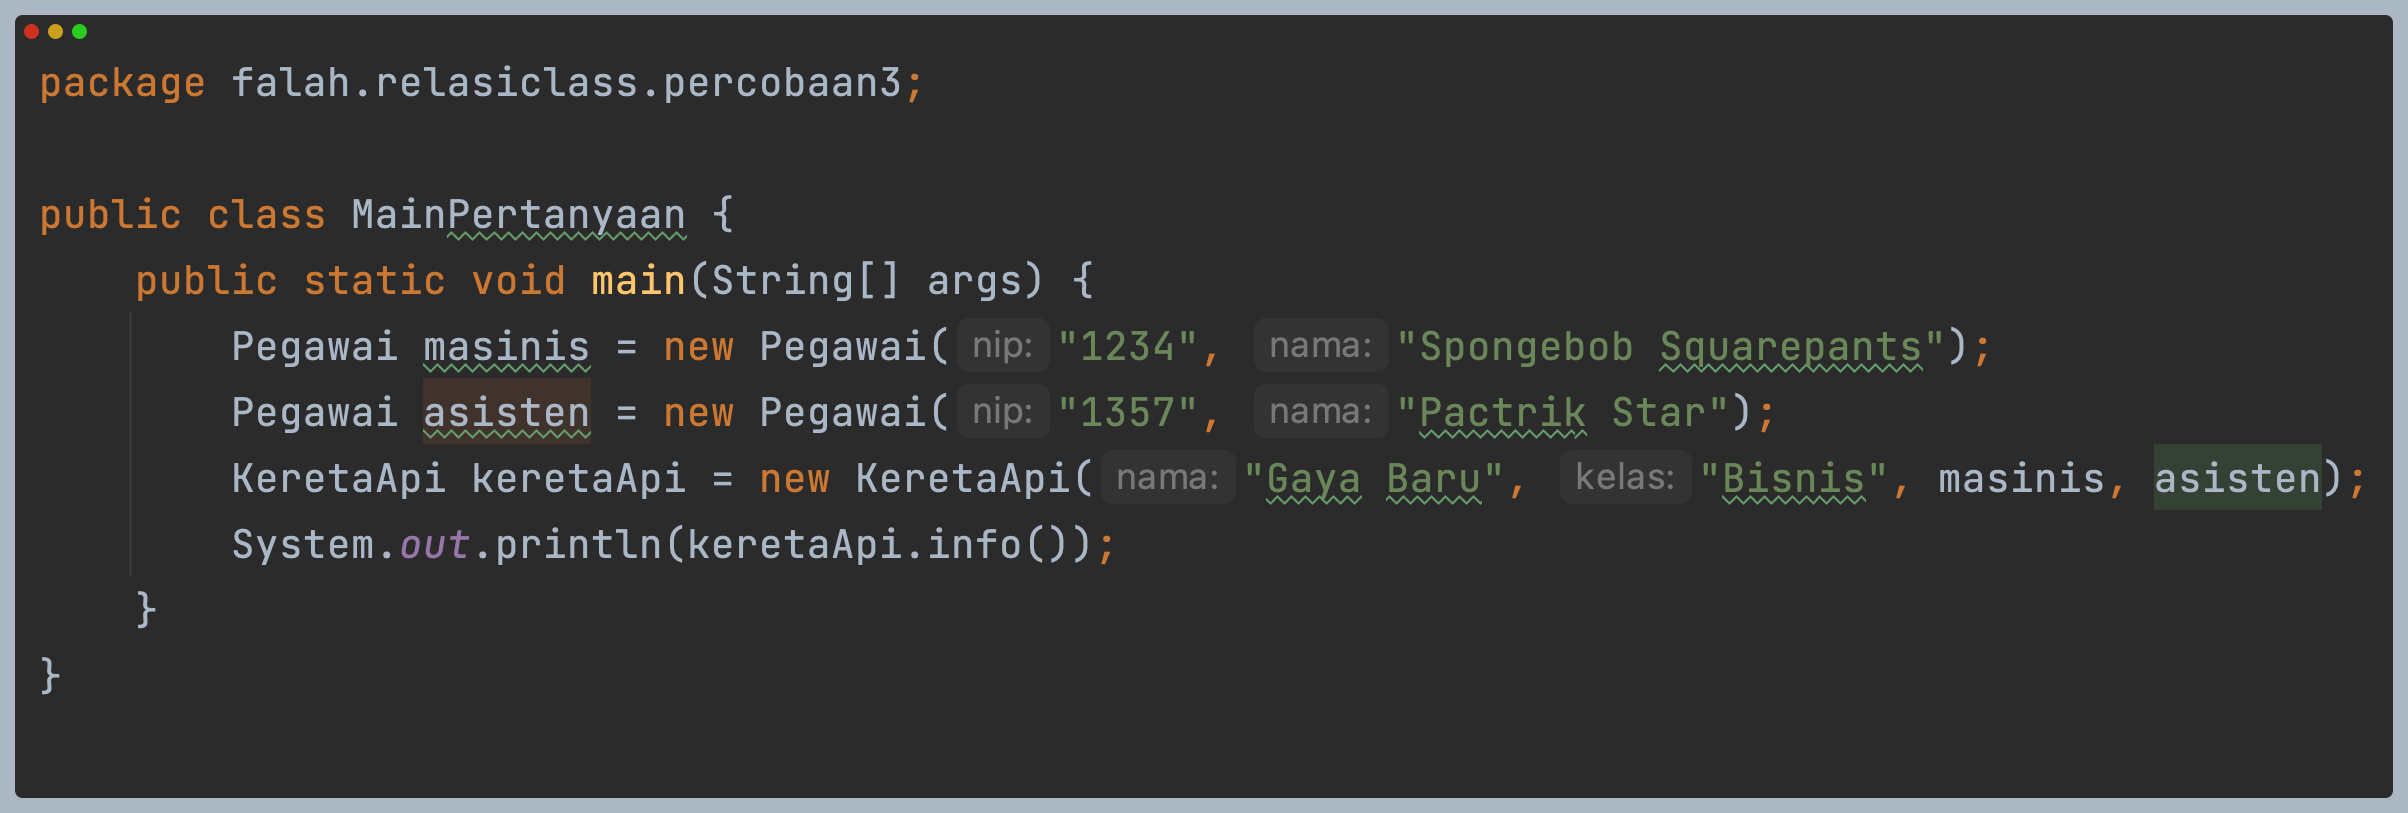 package falah.relasiclass.percobaan3;
public class MainPertanyaan {
public static void main(String[] args) {
Pegawai masinis = new Pegawai( nip: "1234", nama: "Spongebob Squarepants");
Pegawai asisten = new Pegawai( nip: "1357", nama: "Pactrik Star");
KeretaApi keretaApi = new KeretaApi( nama: "Gaya Baru", kelas: "Bisnis", masinis, asisten);
System.out.println(keretaApi.info());
}
}